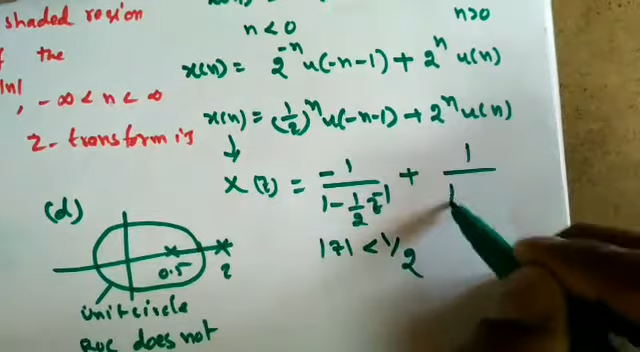 shaded region
the
, -∞ < n < ∞
Z-transform is
n < 0
n>0
x(n) = 2^-n u(-n-1) + 2^n u(n)
x(n) = (1/2)^n u(-n-1) + 2^n u(n)
↓
X(z) = -1/(1 - 1/2 z^-1) + 1/1
|z| < 1/2
(d)
0.5
2
unit circle
ROC does not